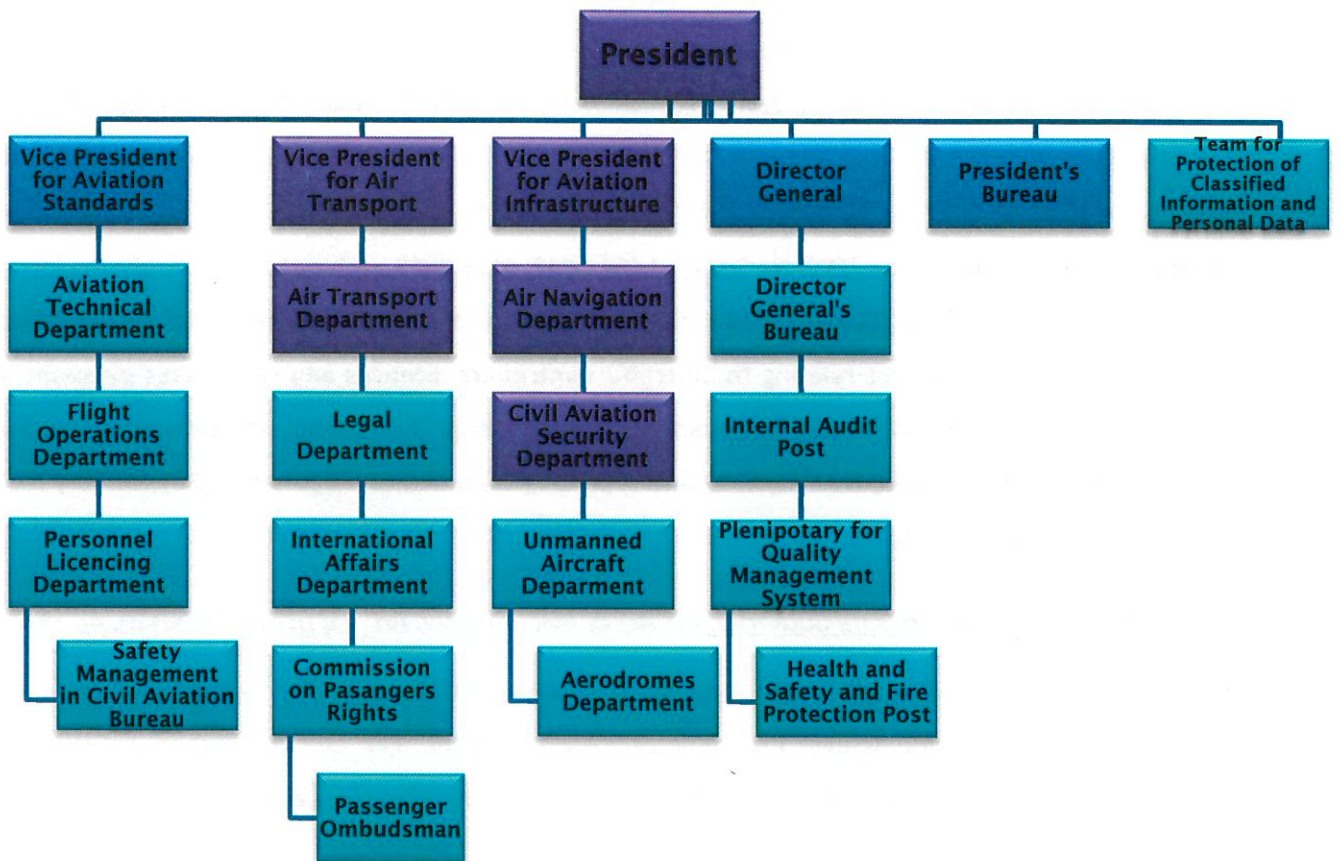 President
Vice President
for Aviation
Standards
Vice President
for Air
Transport
Vice President
for Aviation
Infrastructure
Director
General
President's
Bureau
Team for
Protection of
Classified
Information and
Personal Data
Aviation
Technical
Department
Air Transport
Department
Air Navigation
Department
Director
General's
Bureau
Flight
Operations
Department
Legal
Department
Civil Aviation
Security
Department
Internal Audit
Post
Personnel
Licencing
Department
International
Affairs
Department
Unmanned
Aircraft
Deparment
Plenipotary for
Quality
Management
System
Safety
Management
in Civil Aviation
Bureau
Commission
on Pasangers
Rights
Aerodromes
Department
Health and
Safety and Fire
Protection Post
Passenger
Ombudsman